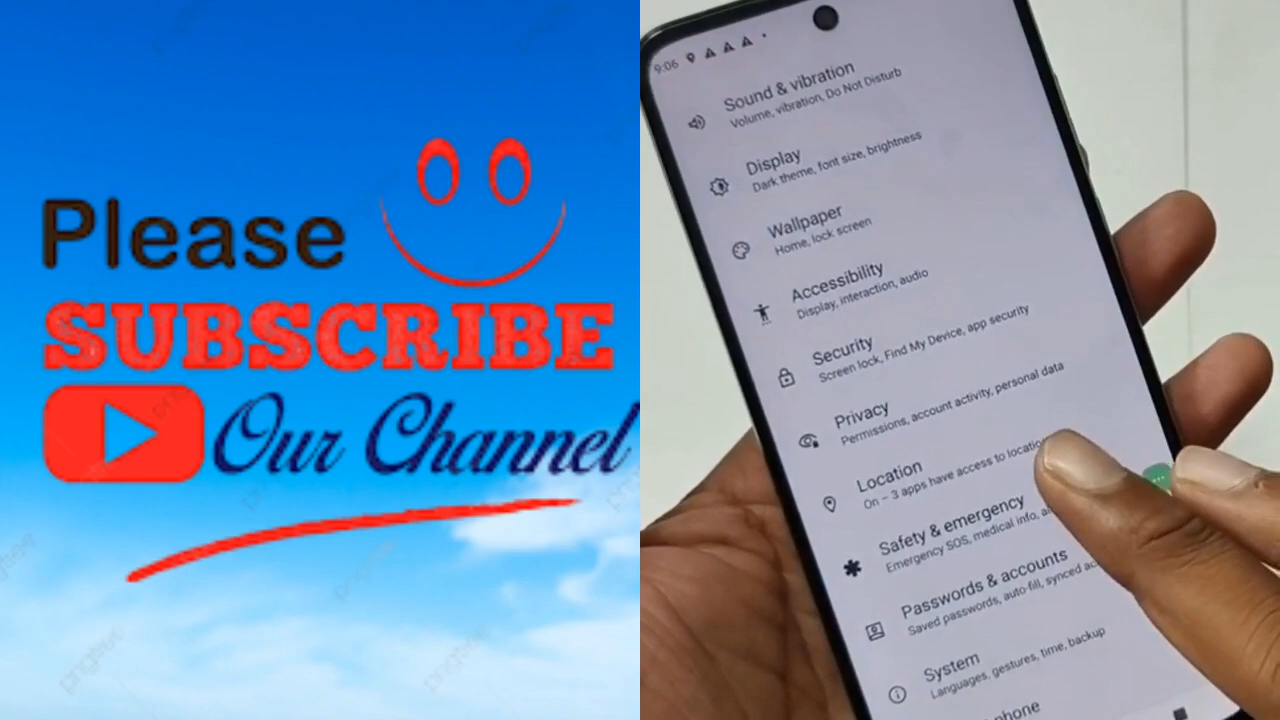 Please
SUBSCRIBE
Our Channel
9:06
Sound & vibration
Volume, vibration, Do Not Disturb
Display
Dark theme, font size, brightness
Wallpaper
Home, lock screen
Accessibility
Display, interaction, audio
Security
Screen lock, Find My Device, app security
Privacy
Permissions, account activity, personal data
Location
On – 3 apps have access to location
Safety & emergency
Emergency SOS, medical info,
Passwords & accounts
Saved passwords, auto-fill, synced
System
Languages, gestures, time, backup
phone